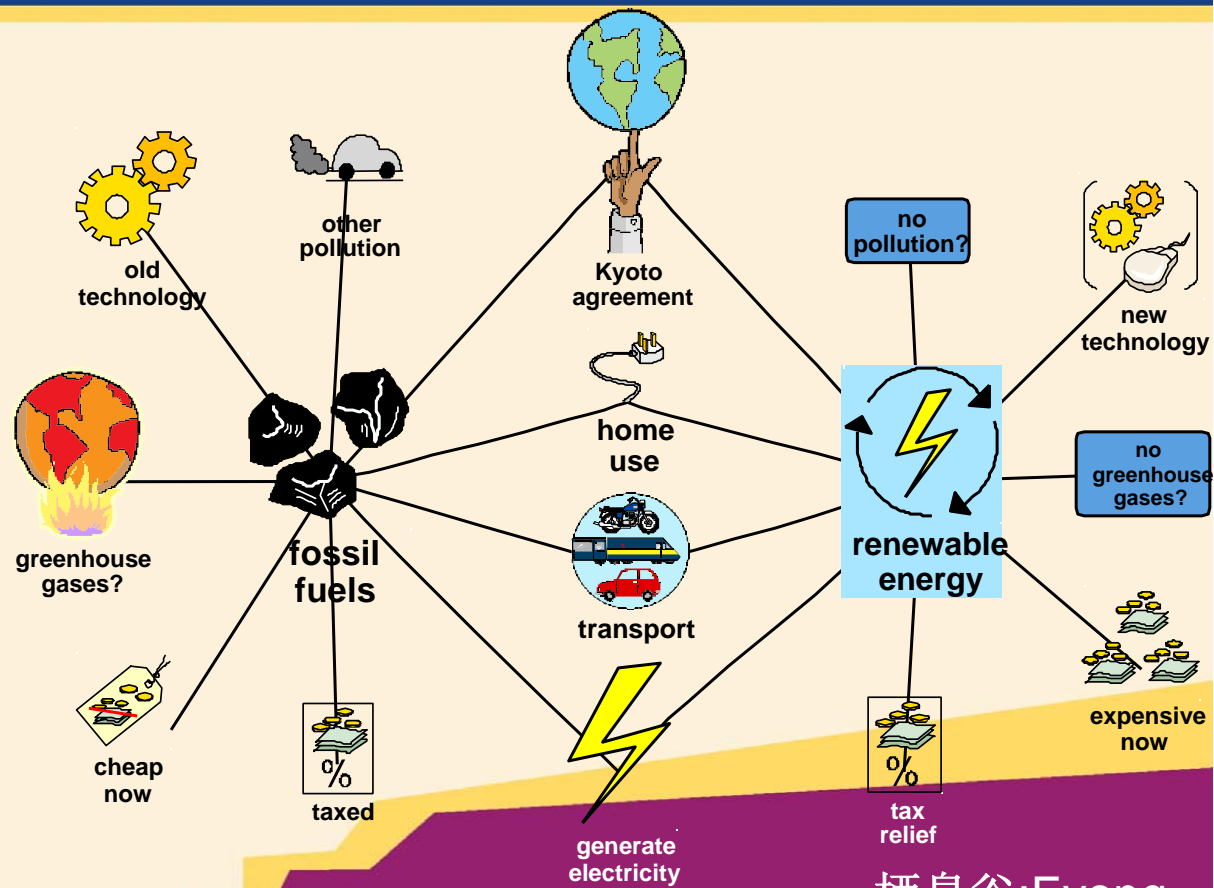 other
pollution
no
pollution?
old
technology
Kyoto
agreement
new
technology
home
use
no
greenhouse
gases?
greenhouse
gases?
fossil
fuels
renewable
energy
transport
cheap
now
%
taxed
generate
electricity
%
tax
relief
expensive
now